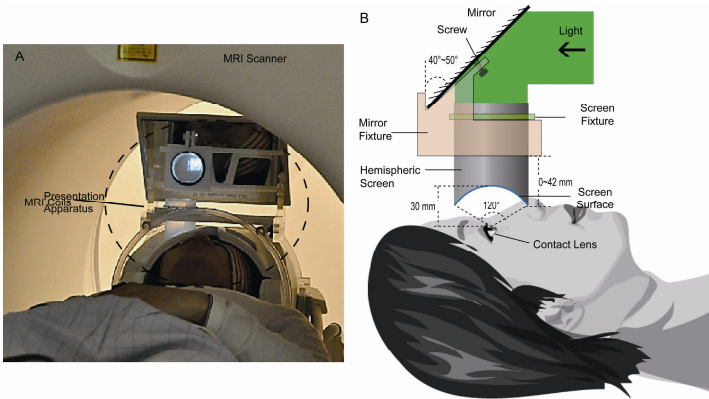 A
MRI Scanner
Presentation
MRI Coils
Apparatus
B
Mirror
Screw
Light
40°~50°
Screen
Fixture
Mirror
Fixture
Hemispheric
Screen
0~42 mm
Screen
Surface
30 mm
120°
Contact Lens